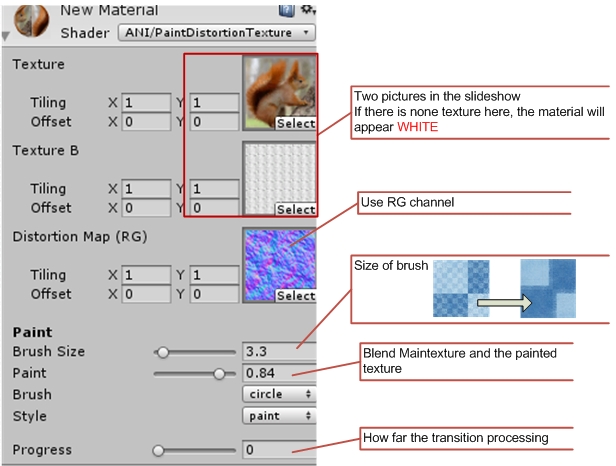 New Material
Shader ANI/PaintDistortionTexture
Texture
Tiling X 1 Y 1
Offset X 0 Y 0
Select
Texture B
Tiling X 1 Y 1
Offset X 0 Y 0
Select
Distortion Map (RG)
Tiling X 1 Y 1
Offset X 0 Y 0
Select
Paint
Brush Size 3.3
Paint 0.84
Brush circle
Style paint
Progress 0
Two pictures in the slideshow
If there is none texture here, the material will
appear WHITE
Use RG channel
Size of brush
Blend Maintexture and the painted
texture
How far the transition processing